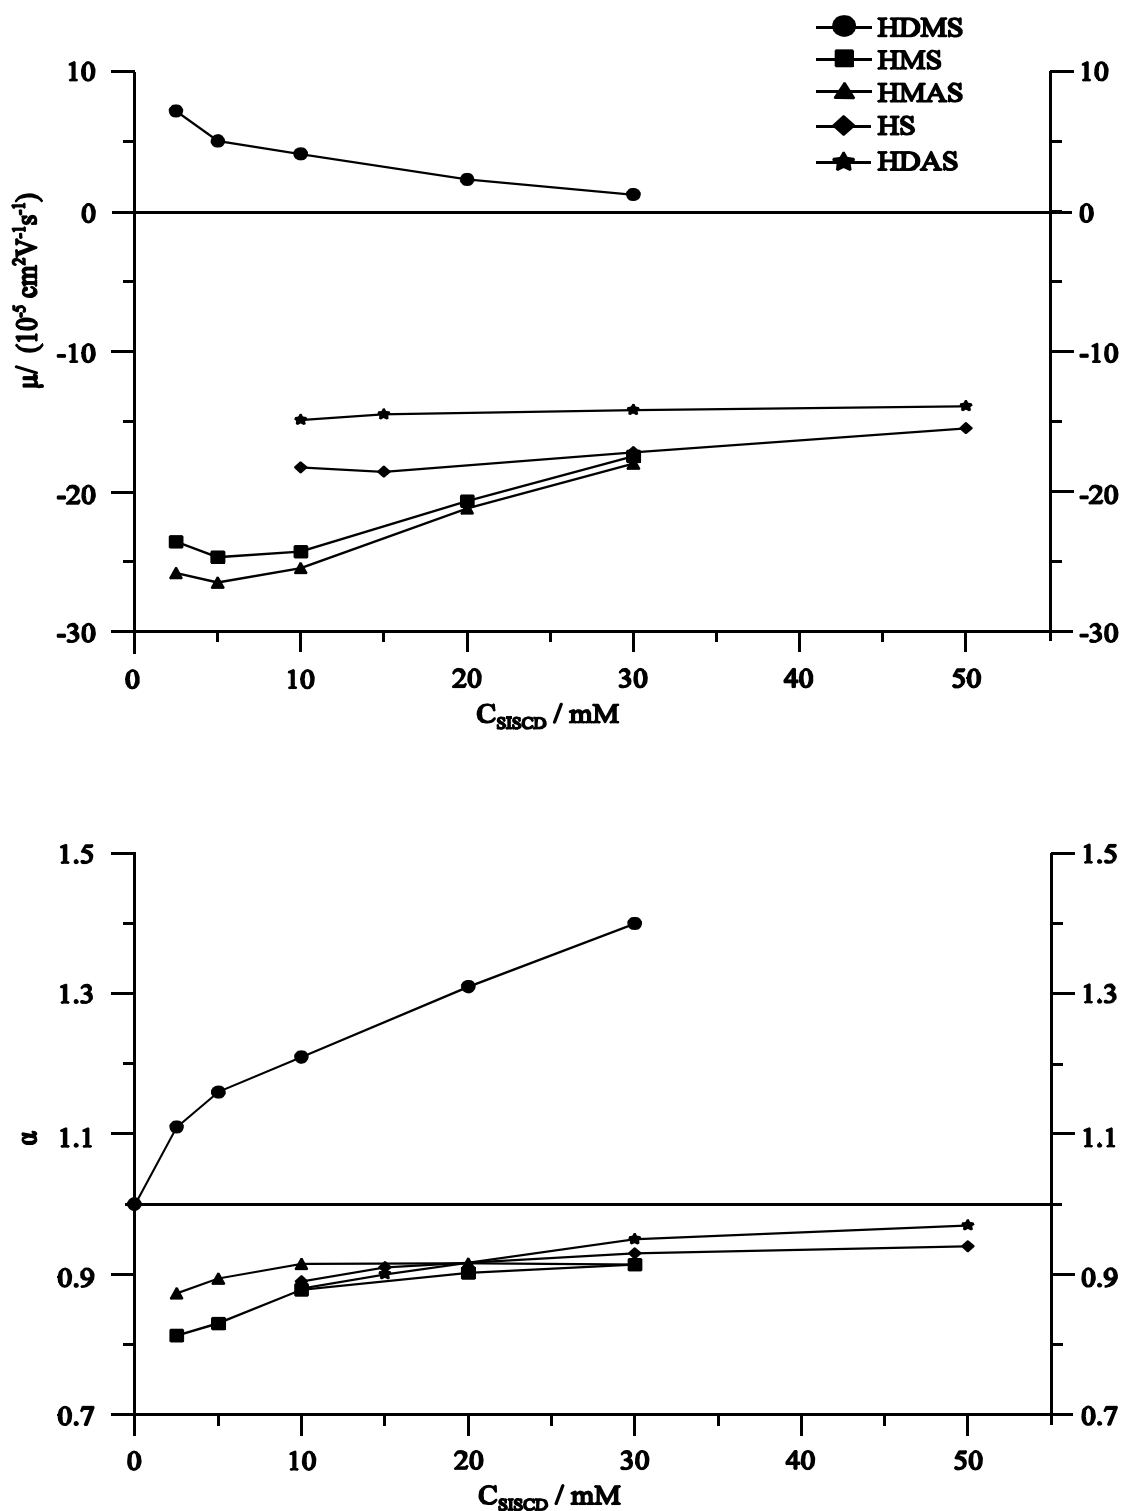 HDMS
HMS
HMAS
HS
HDAS
10 10
0 0
-10 -10
-20 -20
-30 -30
μ/ (10⁻⁵ cm²V⁻¹s⁻¹)
0 10 20 30 40 50
C_SISCD / mM
1.5 1.5
1.3 1.3
1.1 1.1
0.9 0.9
0.7 0.7
α
0 10 20 30 40 50
C_SISCD / mM